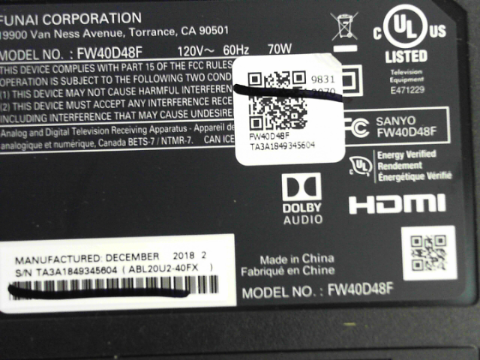 FUNAI CORPORATION
19900 Van Ness Avenue, Torrance, CA 90501
MODEL NO.: FW40D48F 120V~ 60Hz 70W
THIS DEVICE COMPLIES WITH PART 15 OF THE FCC RULES
OPERATION IS SUBJECT TO THE FOLLOWING TWO
(1) THIS DEVICE MAY NOT CAUSE HARMFUL
(2) THIS DEVICE MUST ACCEPT ANY INTERFERENCE
INCLUDING INTERFERENCE THAT MAY CAUSE
Analog and Digital Television Receiving Apparatus - Appareil de
analogique et numérique, Canada BETS-7 / NTMR-7. CAN ICE
9831
FW40D48F
TA3A1849345604
c UL US
LISTED
Television
Equipment
E471229
FC SANYO
FW40D48F
Energy Verified
Rendement
Énergétique Vérifié
DOLBY
AUDIO
HDMI
MANUFACTURED: DECEMBER 2018 2
S/N TA3A1849345604 ( ABL20U2-40FX )
Made in China
Fabriqué en Chine
MODEL NO.: FW40D48F